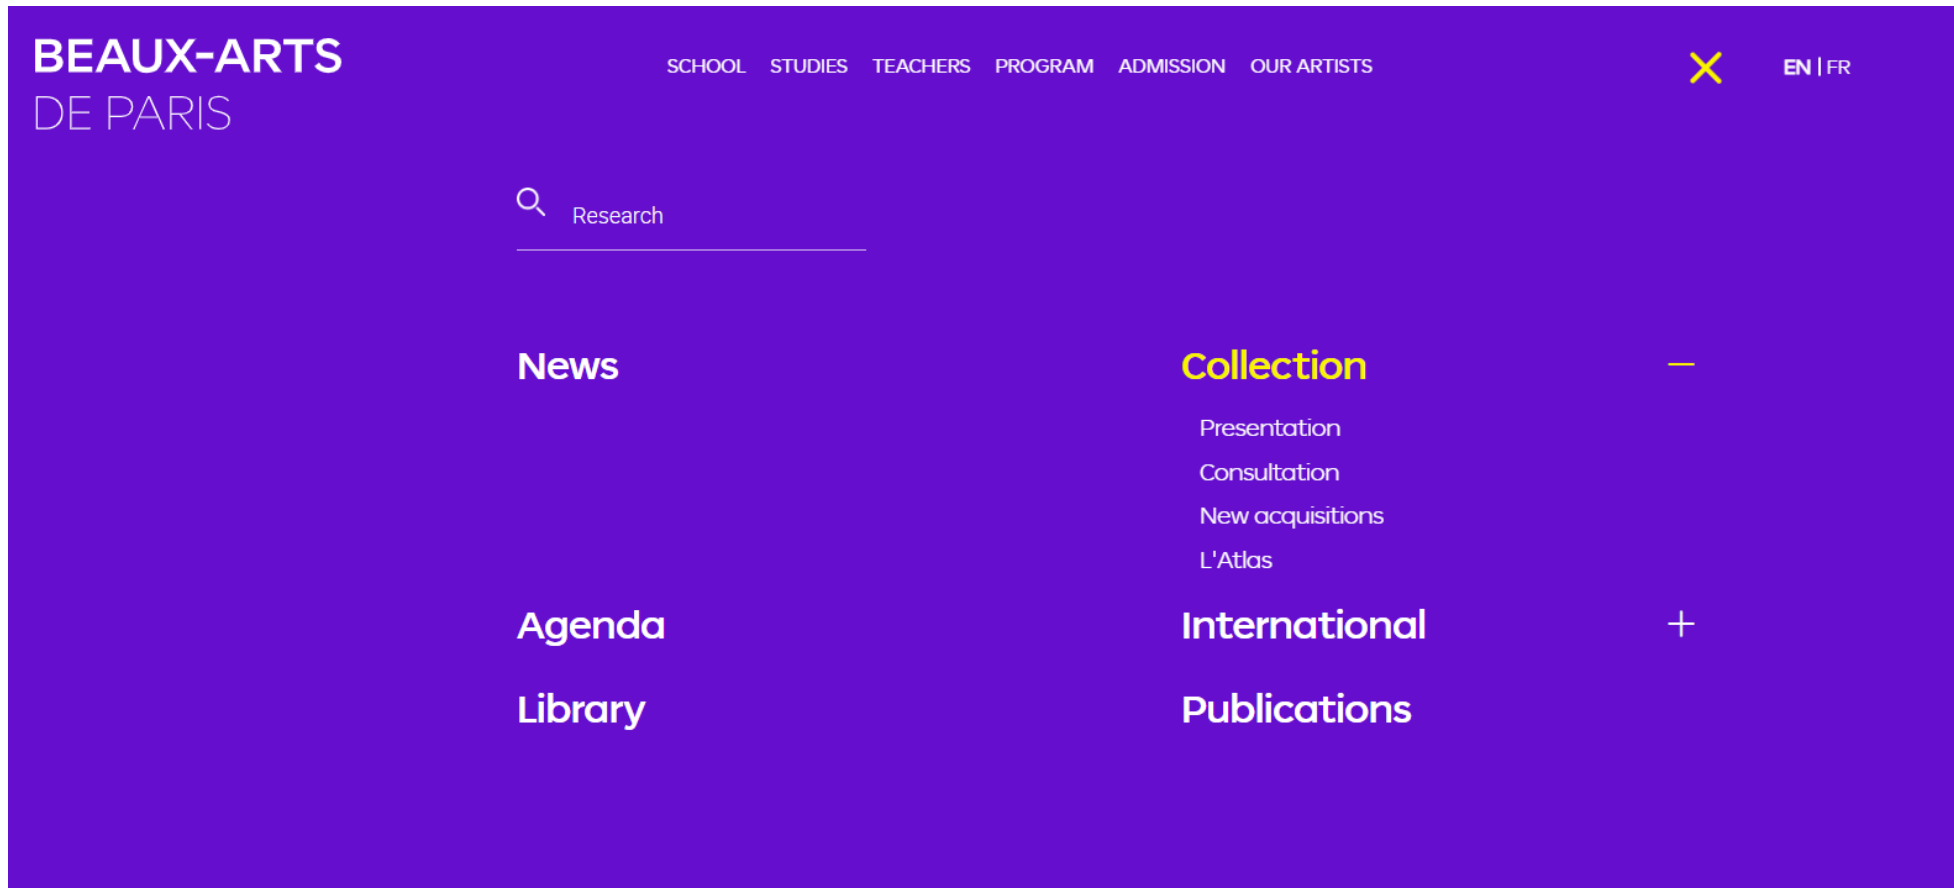 BEAUX-ARTS
DE PARIS
SCHOOL STUDIES TEACHERS PROGRAM ADMISSION OUR ARTISTS
EN | FR
Research
News
Collection
Presentation
Consultation
New acquisitions
L'Atlas
Agenda
International
Library
Publications